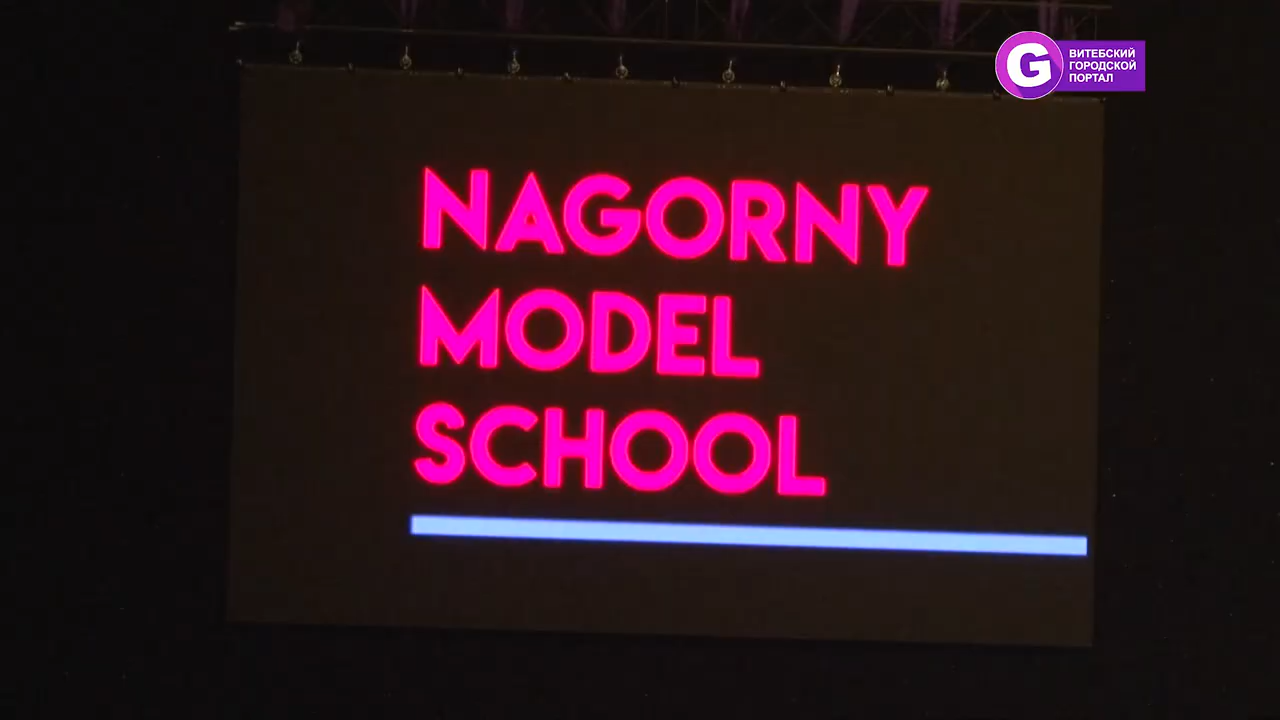 G
ВИТЕБСКИЙ
ГОРОДСКОЙ
ПОРТАЛ
NAGORNY
MODEL
SCHOOL